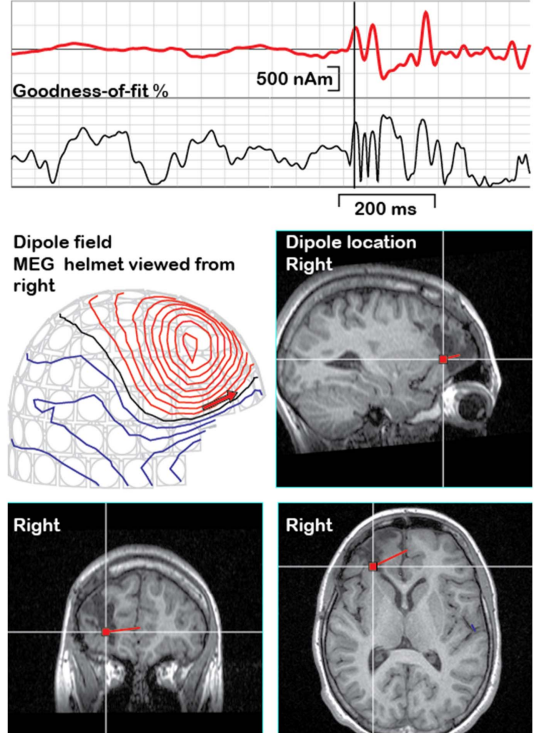 500 nAm
Goodness-of-fit %
200 ms
Dipole field
MEG helmet viewed from
right
Dipole location
Right
Right
Right